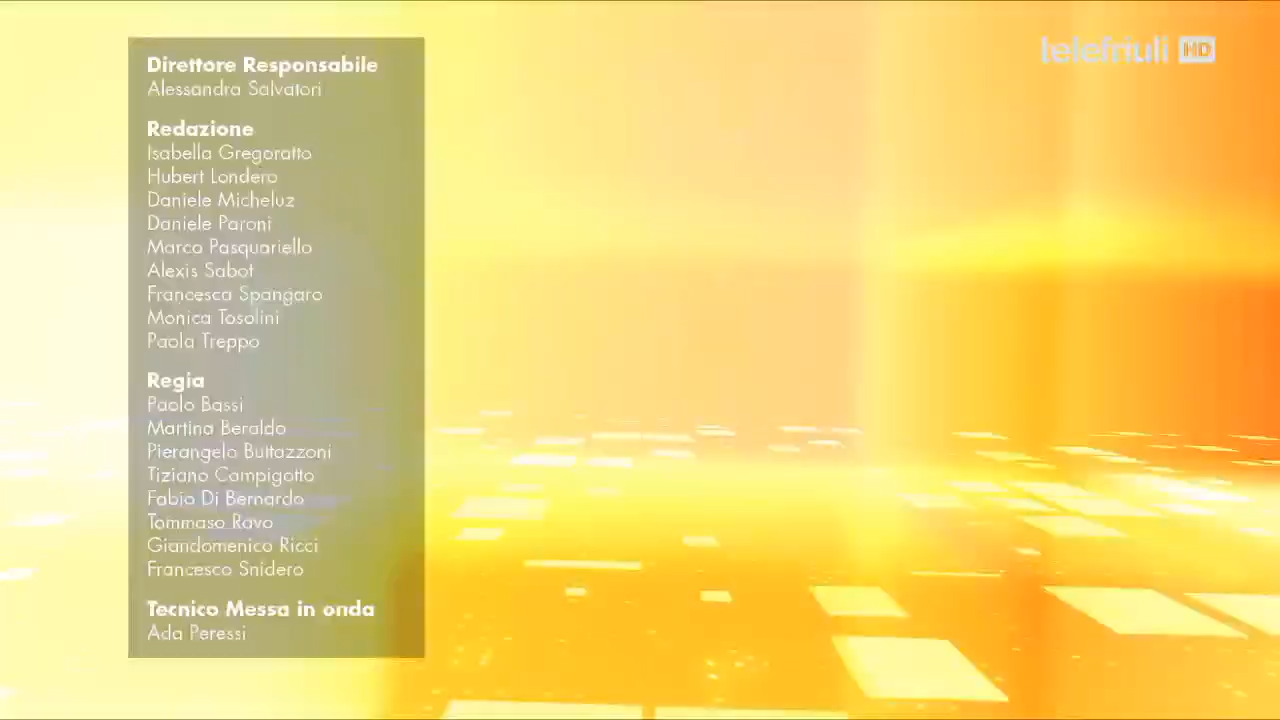 telefriuli HD
Direttore Responsabile
Alessandra Salvatori
Redazione
Isabella Gregoratto
Hubert Londero
Daniele Micheluz
Daniele Paroni
Marco Pasquariello
Alexis Sabot
Francesca Spangaro
Monica Tosolini
Paola Treppo
Regia
Paolo Bassi
Martina Beraldo
Pierangelo Buttazzoni
Tiziano Campigotto
Fabio Di Bernardo
Tommaso Ravo
Giandomenico Ricci
Francesco Snidero
Tecnico Messa in onda
Ada Peressi